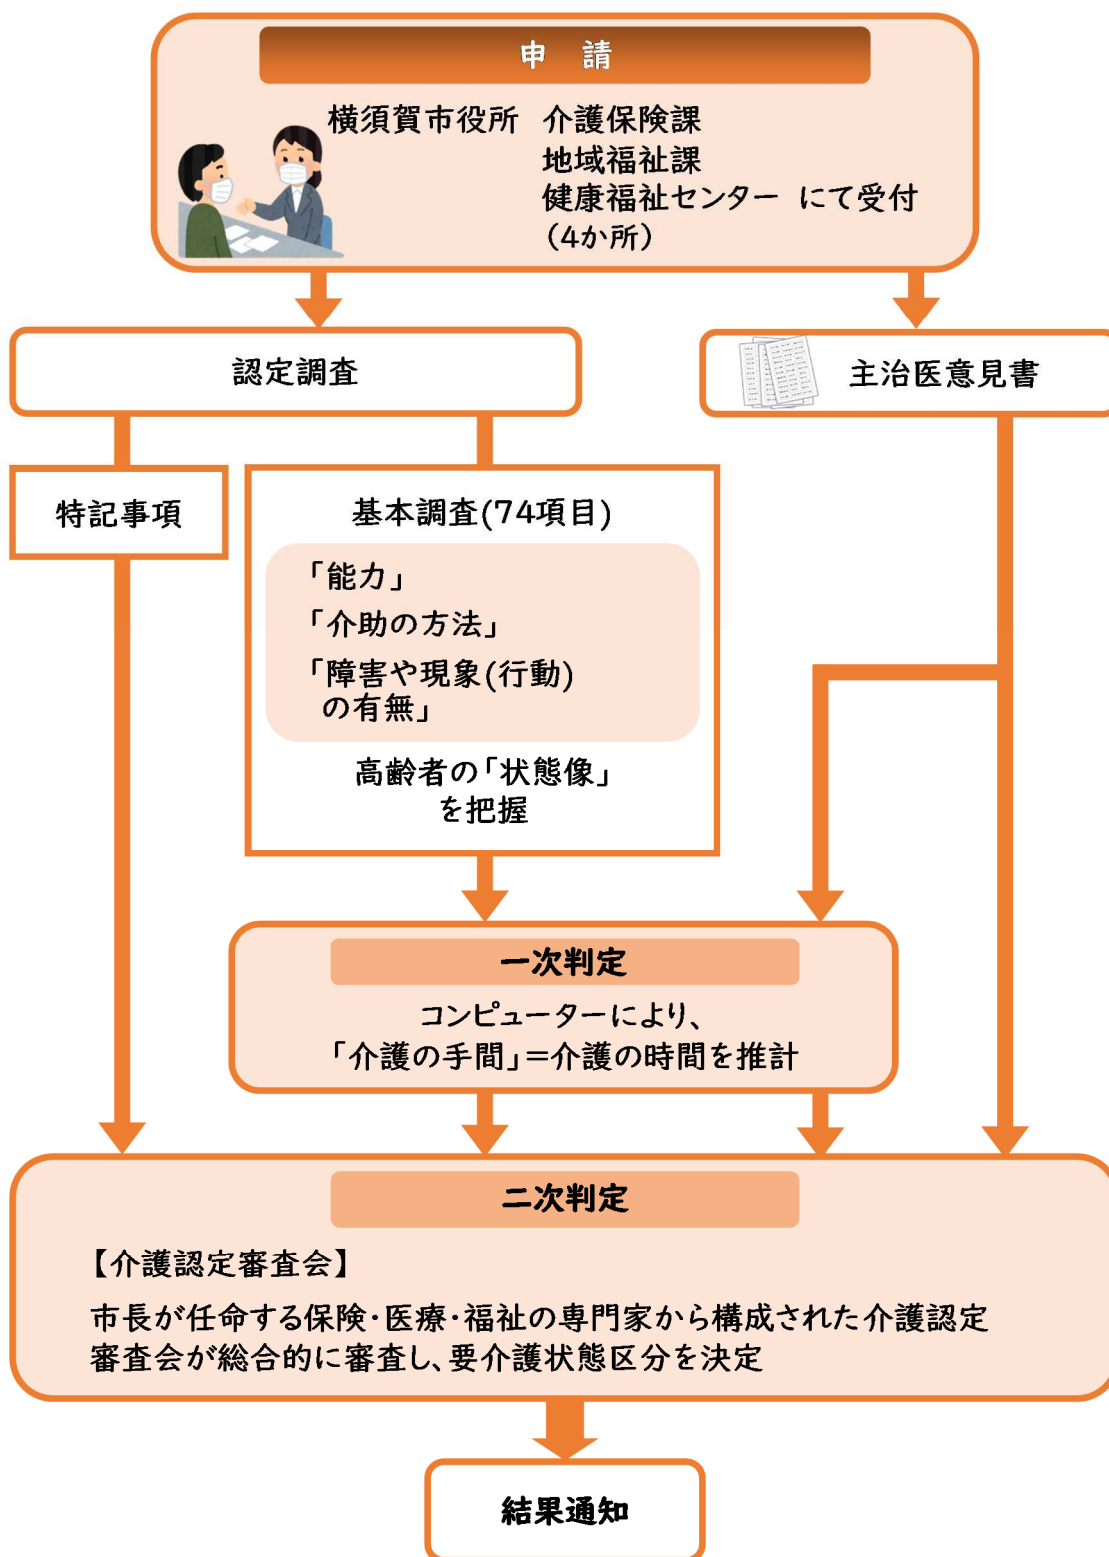 申 請
横須賀市役所 介護保険課
地域福祉課
健康福祉センター にて受付
(4か所)
認定調査
主治医意見書
特記事項
基本調査(74項目)
「能力」
「介助の方法」
「障害や現象(行動)
の有無」
高齢者の「状態像」
を把握
一次判定
コンピューターにより、
「介護の手間」=介護の時間を推計
二次判定
【介護認定審査会】
市長が任命する保険・医療・福祉の専門家から構成された介護認定
審査会が総合的に審査し、要介護状態区分を決定
結果通知